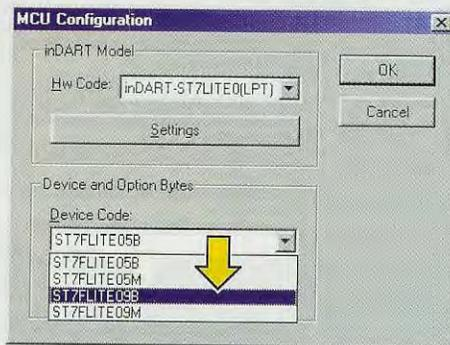 MCU Configuration
inDART Model
Hw Code: inDART-ST7LITE0(LPT)
Settings
OK
Cancel
Device and Option Bytes
Device Code:
ST7FLITE05B
ST7FLITE05B
ST7FLITE05M
ST7FLITE09B
ST7FLITE09M